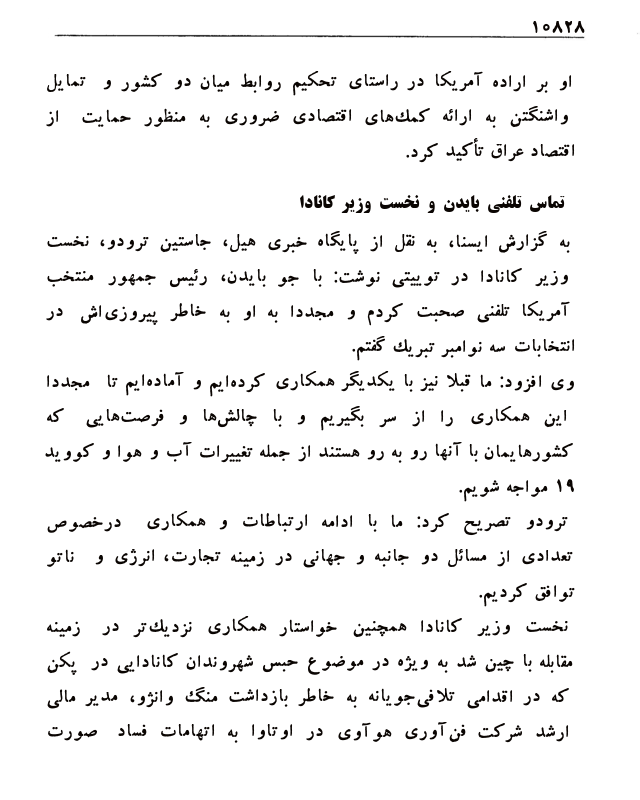 ۱۰۸۲۸
او بر اراده آمریکا در راستای تحکیم روابط میان دو کشور و تمایل
واشنگتن به ارائه کمك‌های اقتصادی ضروری به منظور حمایت از
اقتصاد عراق تأکید کرد.
تماس تلفنی بایدن و نخست وزیر کانادا
به گزارش ایسنا، به نقل از پایگاه خبری هیل، جاستین ترودو، نخست
وزیر کانادا در توییتی نوشت: با جو بایدن، رئیس جمهور منتخب
آمریکا تلفنی صحبت کردم و مجددا به او به خاطر پیروزی‌اش در
انتخابات سه نوامبر تبریك گفتم.
وی افزود: ما قبلا نیز با یکدیگر همکاری کرده‌ایم و آماده‌ایم تا مجددا
این همکاری را از سر بگیریم و با چالش‌ها و فرصت‌هایی که
کشورهایمان با آنها رو به رو هستند از جمله تغییرات آب و هوا و کووید
۱۹ مواجه شویم.
ترودو تصریح کرد: ما با ادامه ارتباطات و همکاری درخصوص
تعدادی از مسائل دو جانبه و جهانی در زمینه تجارت، انرژی و ناتو
توافق کردیم.
نخست وزیر کانادا همچنین خواستار همکاری نزدیك‌تر در زمینه
مقابله با چین شد به ویژه در موضوع حبس شهروندان کانادایی در پکن
که در اقدامی تلافی‌جویانه به خاطر بازداشت منگ وانژو، مدیر مالی
ارشد شرکت فن‌آوری هوآوی در اوتاوا به اتهامات فساد صورت